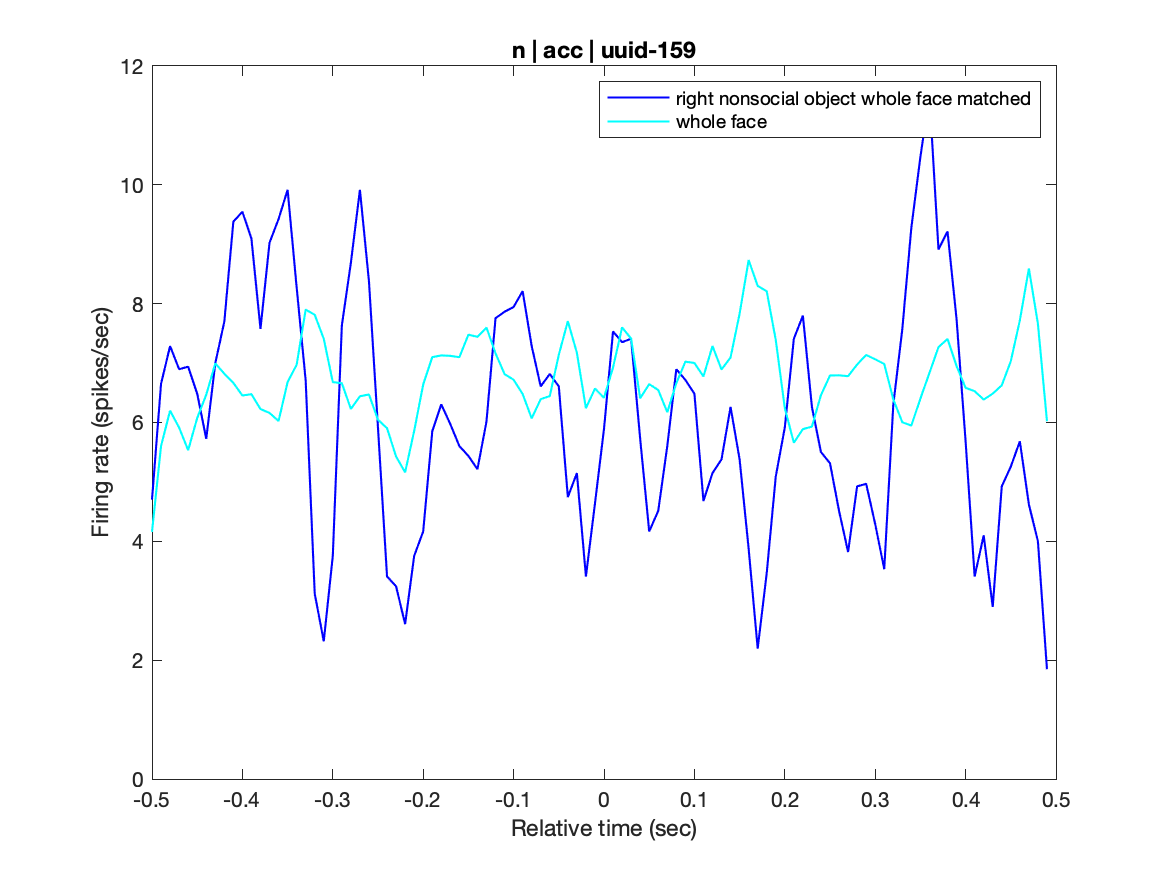 n | acc | uuid-159
right nonsocial object whole face matched
whole face
Firing rate (spikes/sec)
12
10
8
6
4
2
0
-0.5 -0.4 -0.3 -0.2 -0.1 0 0.1 0.2 0.3 0.4 0.5
Relative time (sec)